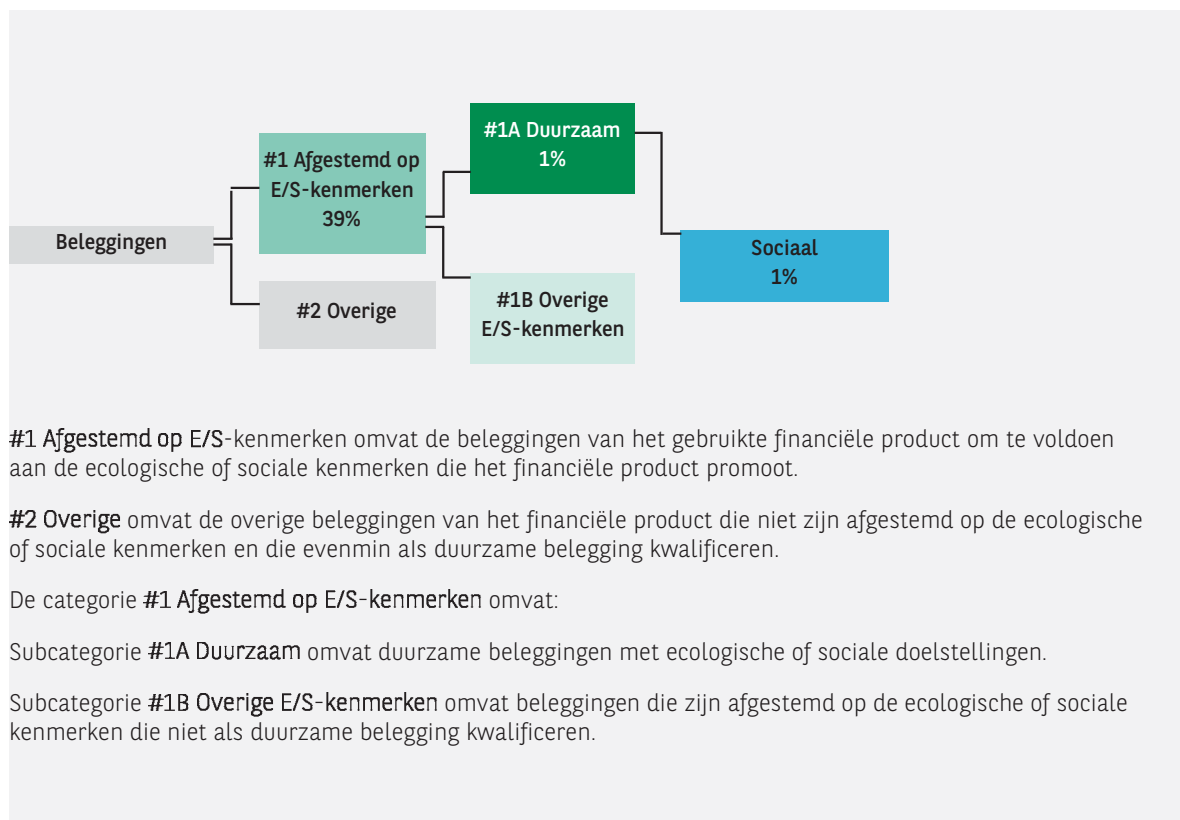 #1A Duurzaam
1%
#1 Afgestemd op
E/S-kenmerken
39%
Beleggingen
Sociaal
1%
#2 Overige
#1B Overige
E/S-kenmerken
#1 Afgestemd op E/S-kenmerken omvat de beleggingen van het gebruikte financiële product om te voldoen
aan de ecologische of sociale kenmerken die het financiële product promoot.
#2 Overige omvat de overige beleggingen van het financiële product die niet zijn afgestemd op de ecologische
of sociale kenmerken en die evenmin als duurzame belegging kwalificeren.
De categorie #1 Afgestemd op E/S-kenmerken omvat:
Subcategorie #1A Duurzaam omvat duurzame beleggingen met ecologische of sociale doelstellingen.
Subcategorie #1B Overige E/S-kenmerken omvat beleggingen die zijn afgestemd op de ecologische of sociale
kenmerken die niet als duurzame belegging kwalificeren.